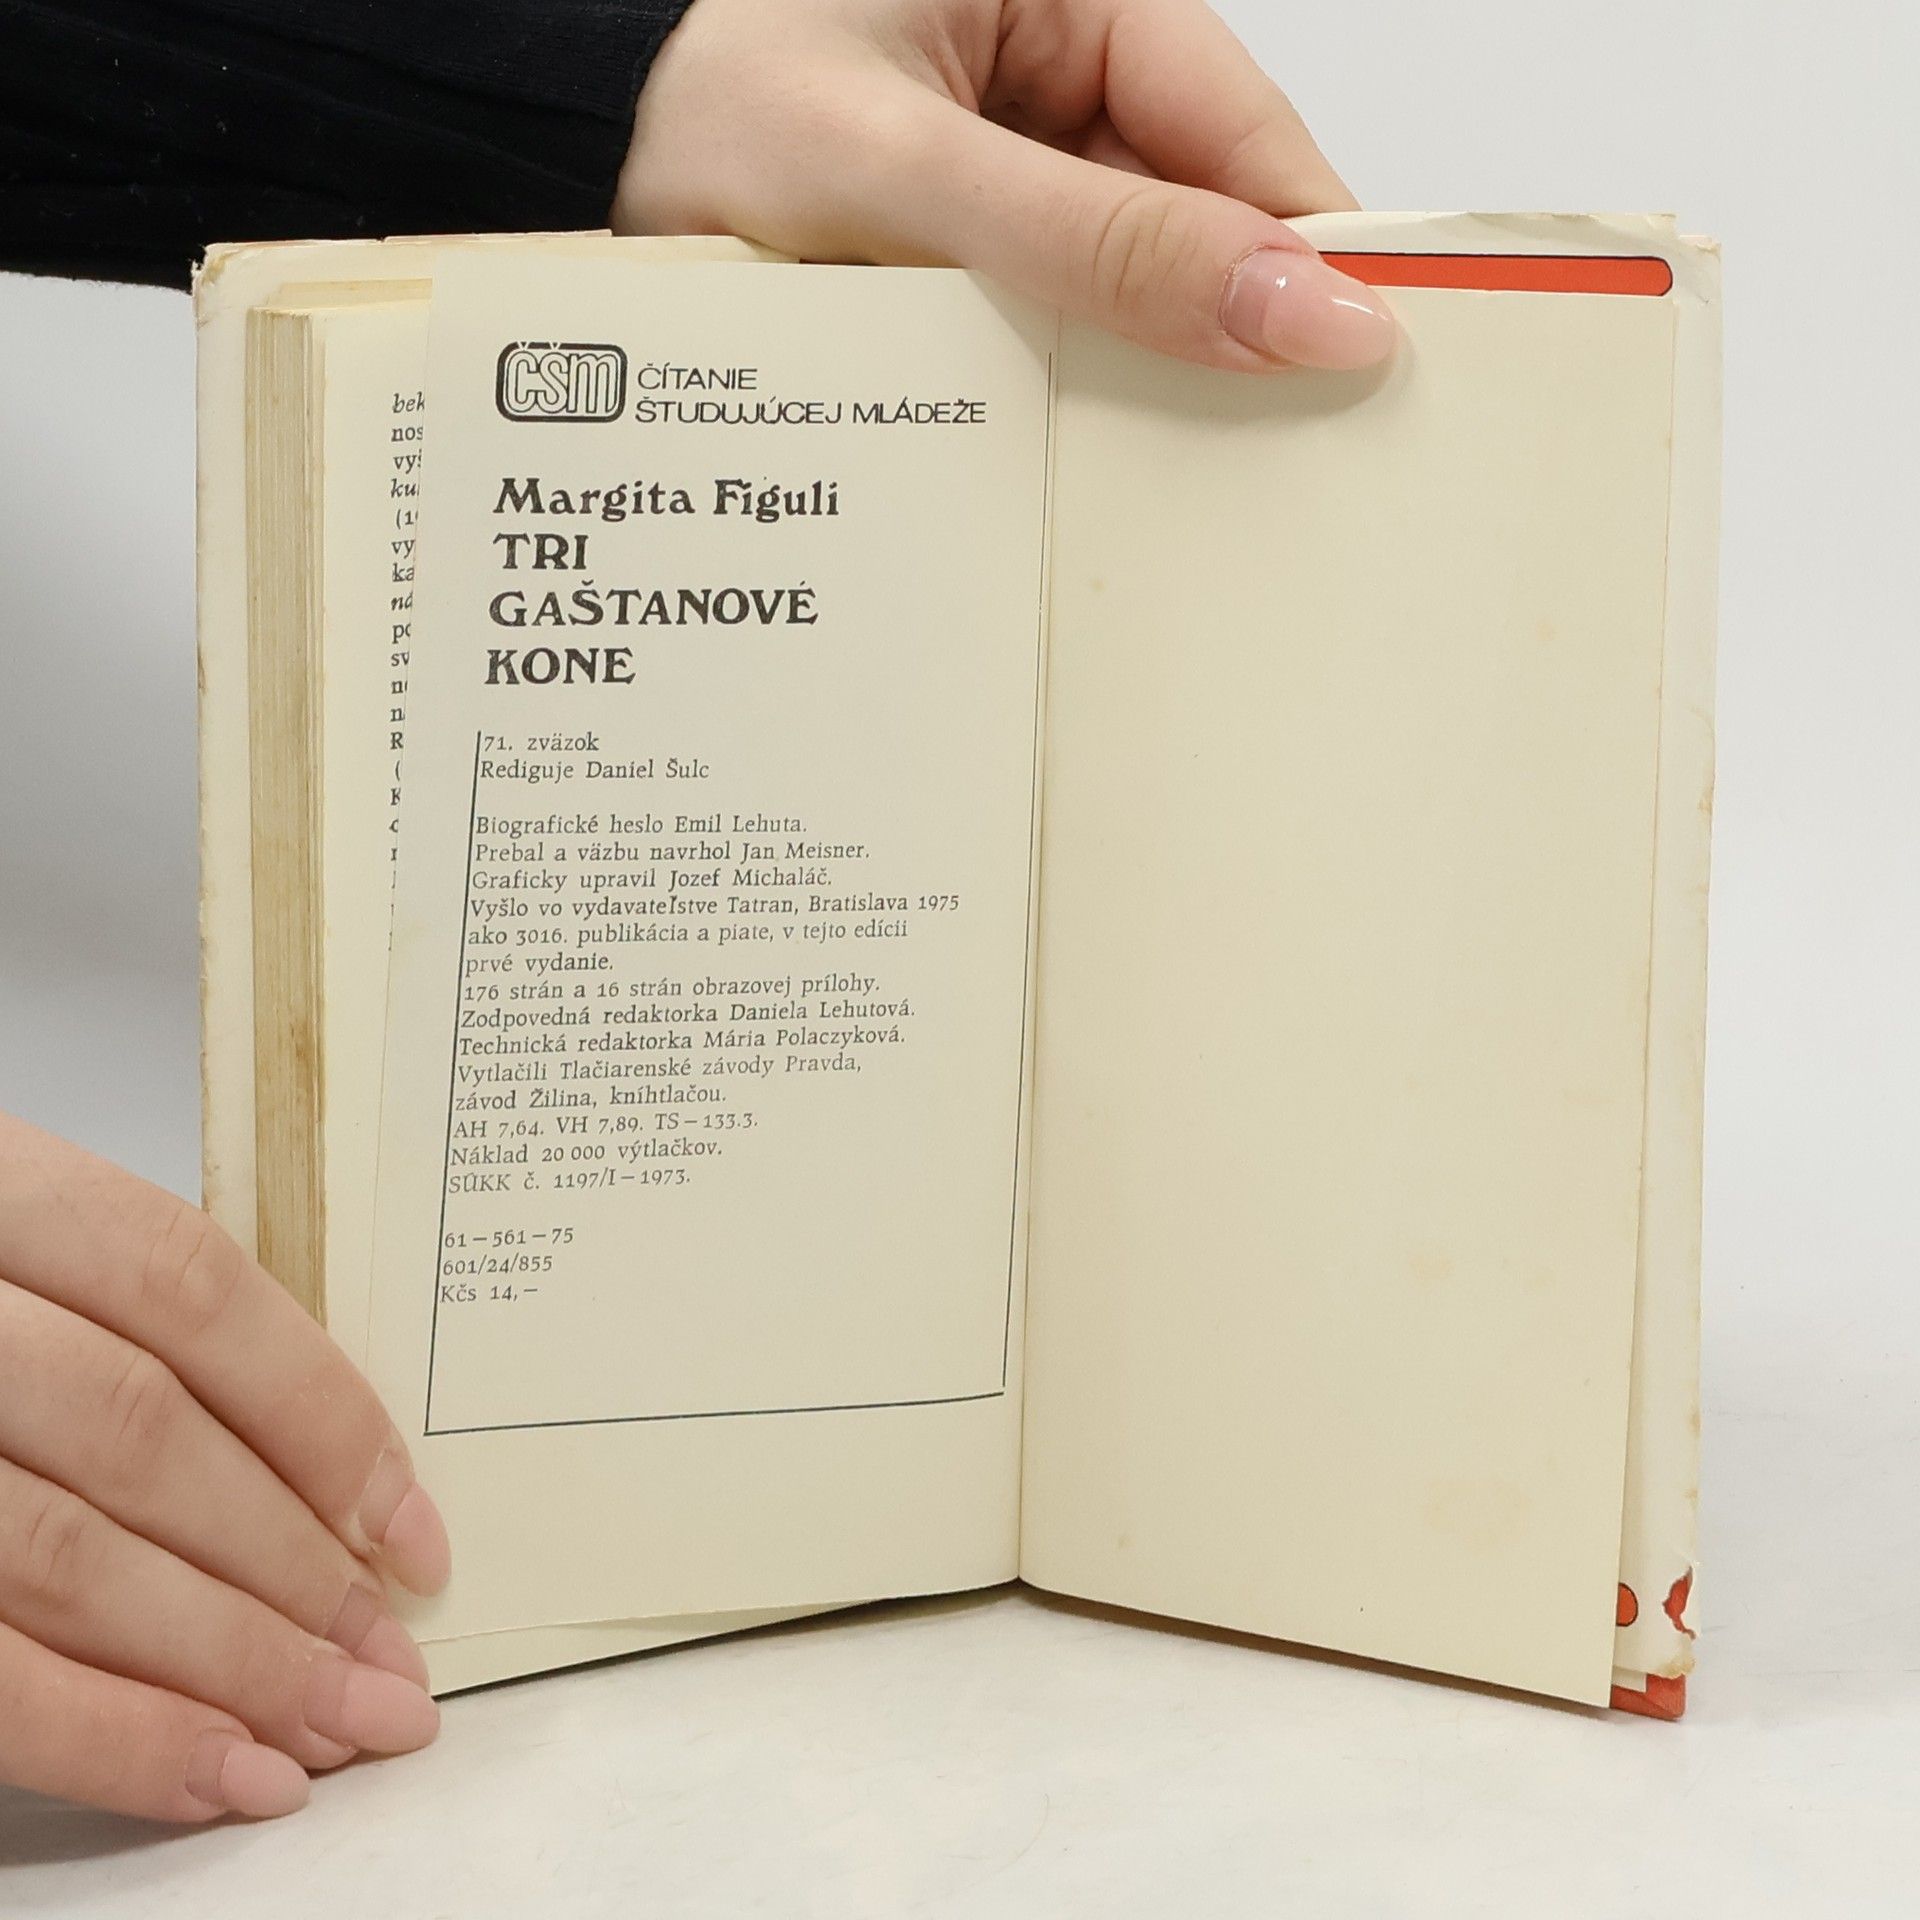 bek
nos
ČŠM ČÍTANIE
ŠTUDUJÚCEJ MLÁDEŽE
Margita Figuli
TRI
GAŠTANOVÉ
KONE
71. zväzok
Rediguje Daniel Šulc
Biografické heslo Emil Lehuta.
Prebal a väzbu navrhol Jan Meisner.
Graficky upravil Jozef Michaláč.
Vyšlo vo vydavateľstve Tatran, Bratislava 1975
ako 3016. publikácia a piate, v tejto edícii
prvé vydanie.
176 strán a 16 strán obrazovej prílohy.
Zodpovedná redaktorka Daniela Lehutová.
Technická redaktorka Mária Polaczyková.
Vytlačili Tlačiarenské závody Pravda,
závod Žilina, kníhtlačou.
AH 7,64. VH 7,89. TS – 133.3.
Náklad 20 000 výtlačkov.
SÚKK č. 1197/I – 1973.
61 – 561 – 75
601/24/855
Kčs 14,–